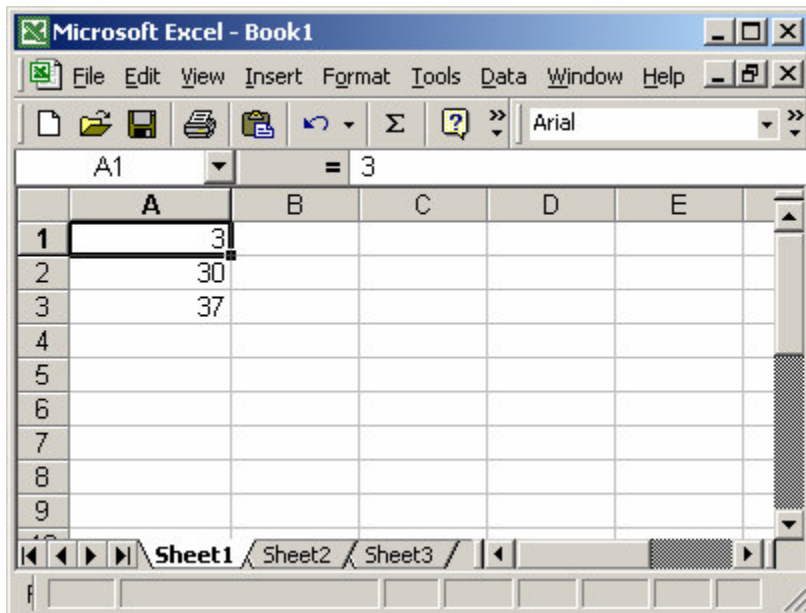 Microsoft Excel - Book1
File Edit View Insert Format Tools Data Window Help
Σ ? » Arial »
A1 = 3
A B C D E
1 3
2 30
3 37
4
5
6
7
8
9
Sheet1 Sheet2 Sheet3